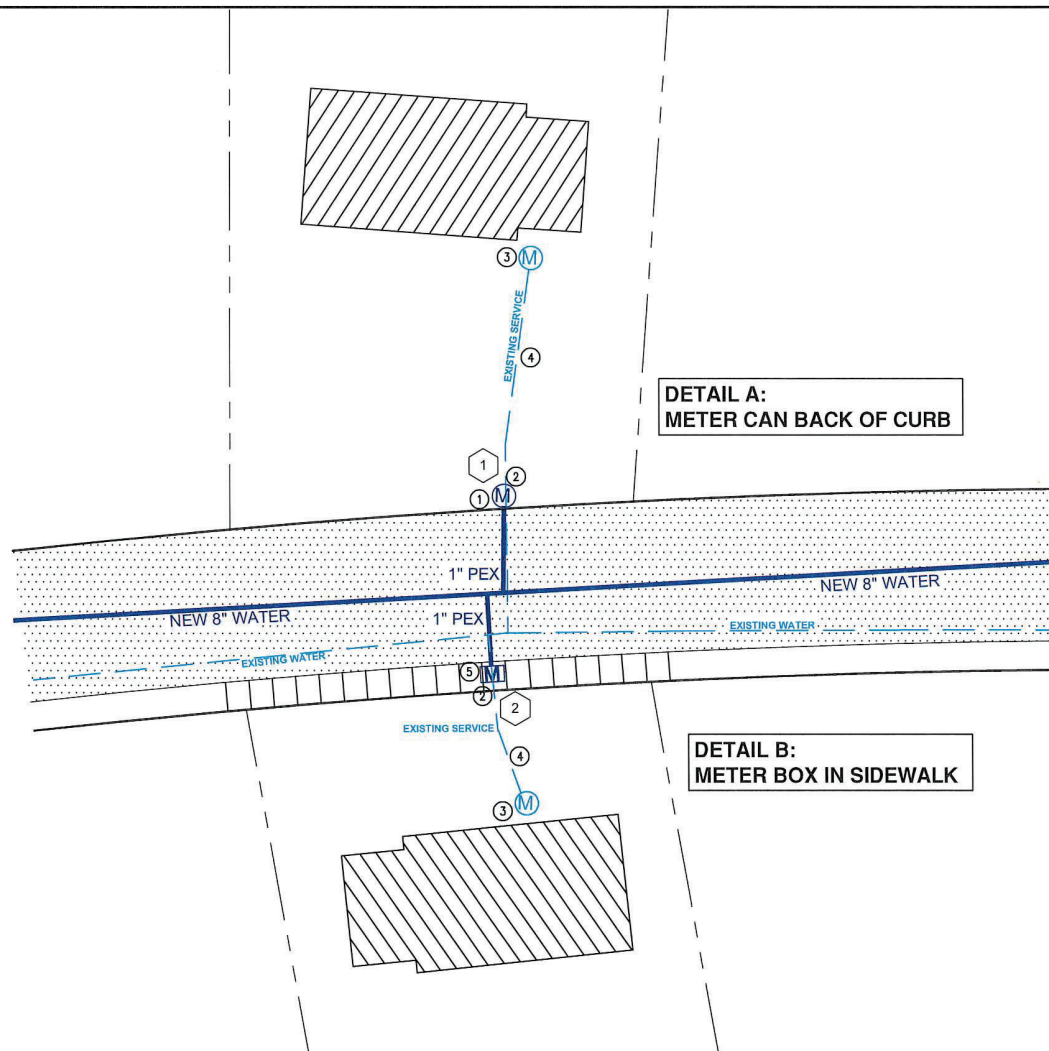 3 M
EXISTING SERVICE
4
DETAIL A:
METER CAN BACK OF CURB
1
2
1 M
1" PEX
NEW 8" WATER
NEW 8" WATER
1" PEX
EXISTING WATER
EXISTING WATER
5 M
2
2
EXISTING SERVICE
4
DETAIL B:
METER BOX IN SIDEWALK
3 M